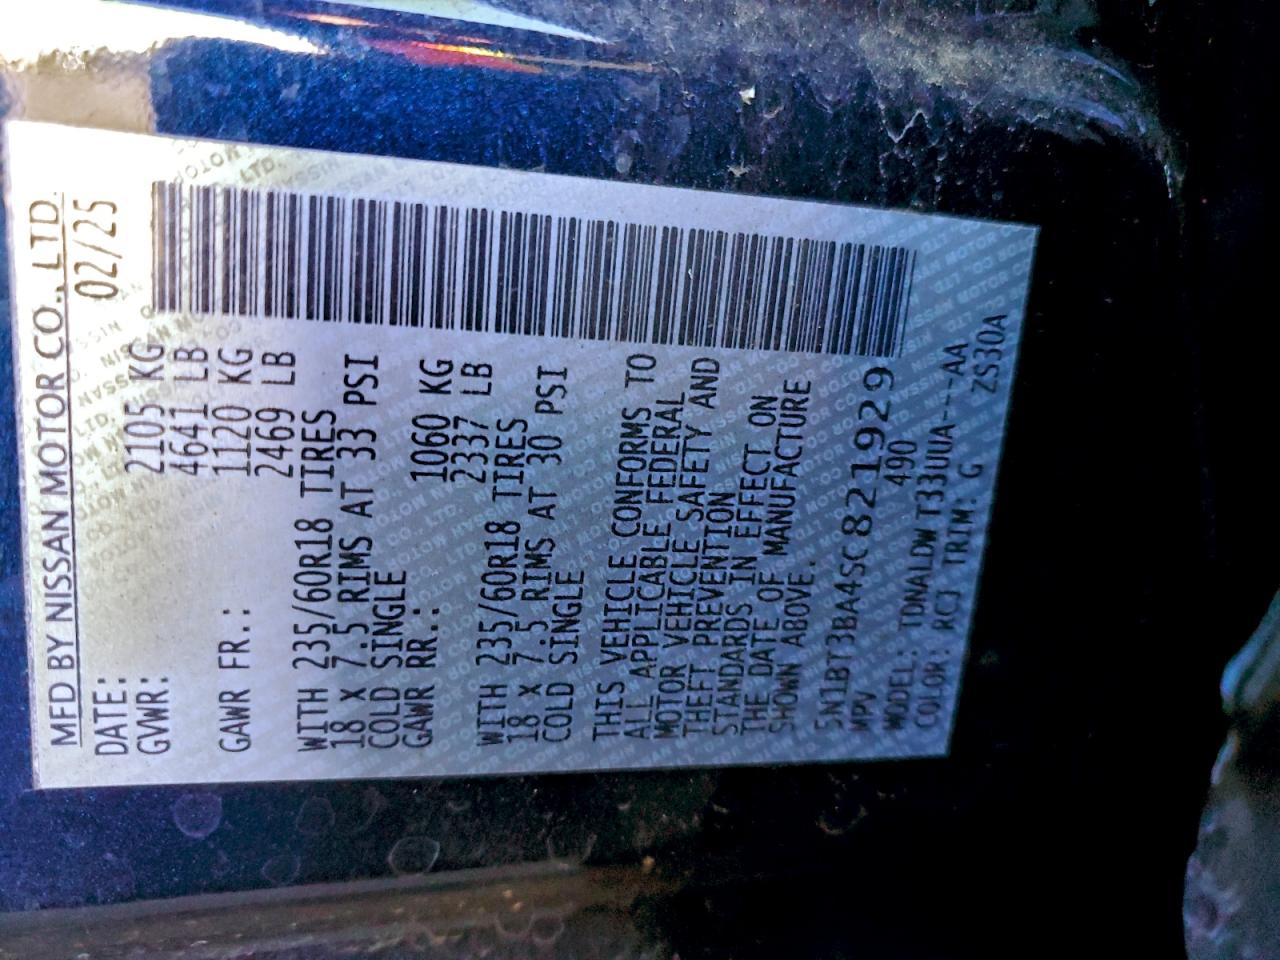 MFD BY NISSAN MOTOR CO., LTD.
DATE: 02/25
GVWR: 2105 KG
4641 LB
GAWR FR.: 1120 KG
2469 LB
WITH 235/60R18 TIRES
18 X 7.5 RIMS AT 33 PSI
COLD SINGLE
GAWR RR.: 1060 KG
2337 LB
WITH 235/60R18 TIRES
18 X 7.5 RIMS AT 30 PSI
COLD SINGLE
THIS VEHICLE CONFORMS TO
ALL APPLICABLE FEDERAL
MOTOR VEHICLE SAFETY AND
THEFT PREVENTION
STANDARDS IN EFFECT ON
THE DATE OF MANUFACTURE
SHOWN ABOVE.
5N1BT3BA4SC821929
MPV 490
MODEL: TDNALDW T33UUA---AA
COLOR: RCJ TRIM: G ZS30A